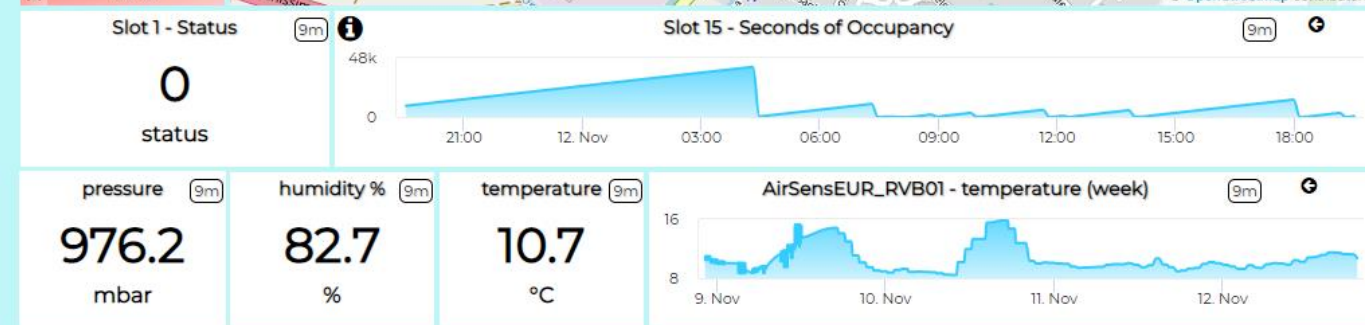 Slot 1 - Status
9m
0
status
Slot 15 - Seconds of Occupancy
9m
48k
0
21:00 12. Nov 03:00 06:00 09:00 12:00 15:00 18:00
pressure 9m
976.2
mbar
humidity % 9m
82.7
%
temperature 9m
10.7
°C
AirSensEUR_RVB01 - temperature (week)
9m
16
8
9. Nov 10. Nov 11. Nov 12. Nov